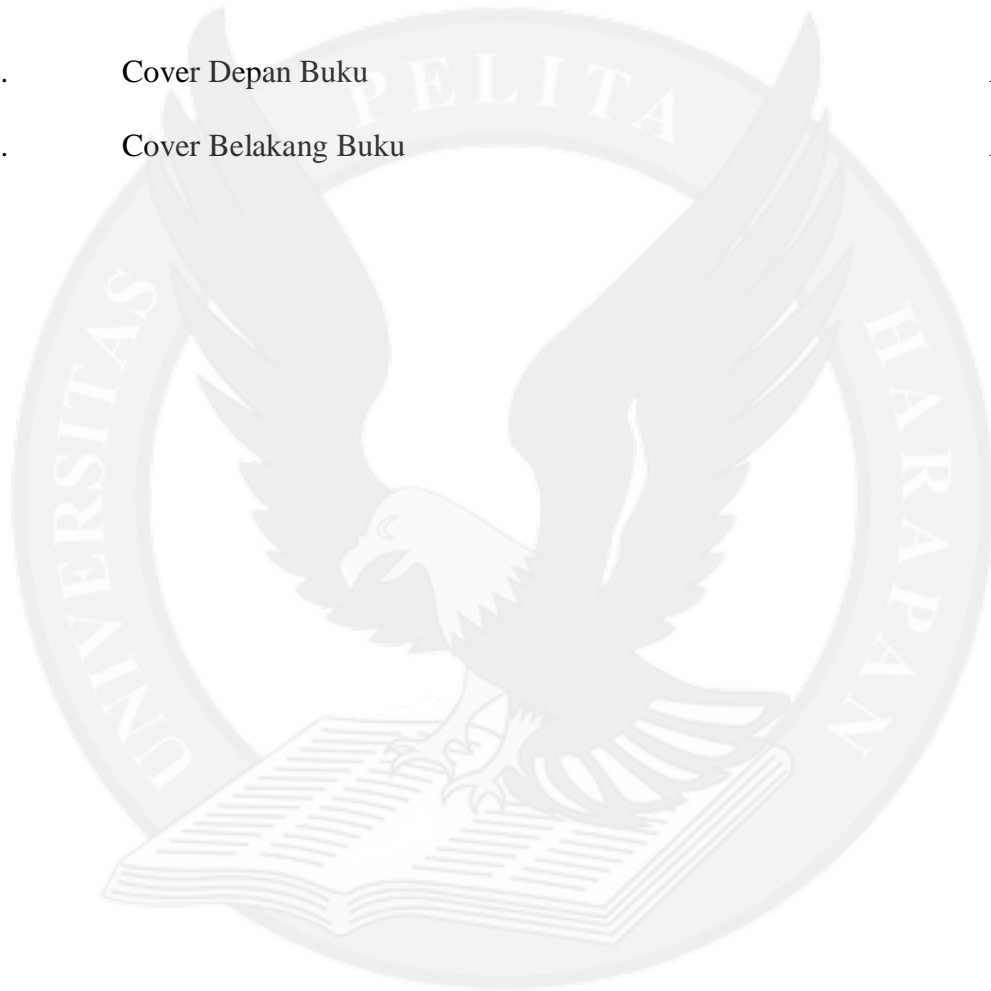 . Cover Depan Buku
. Cover Belakang Buku
UNIVERSITAS PELITA HARAPAN